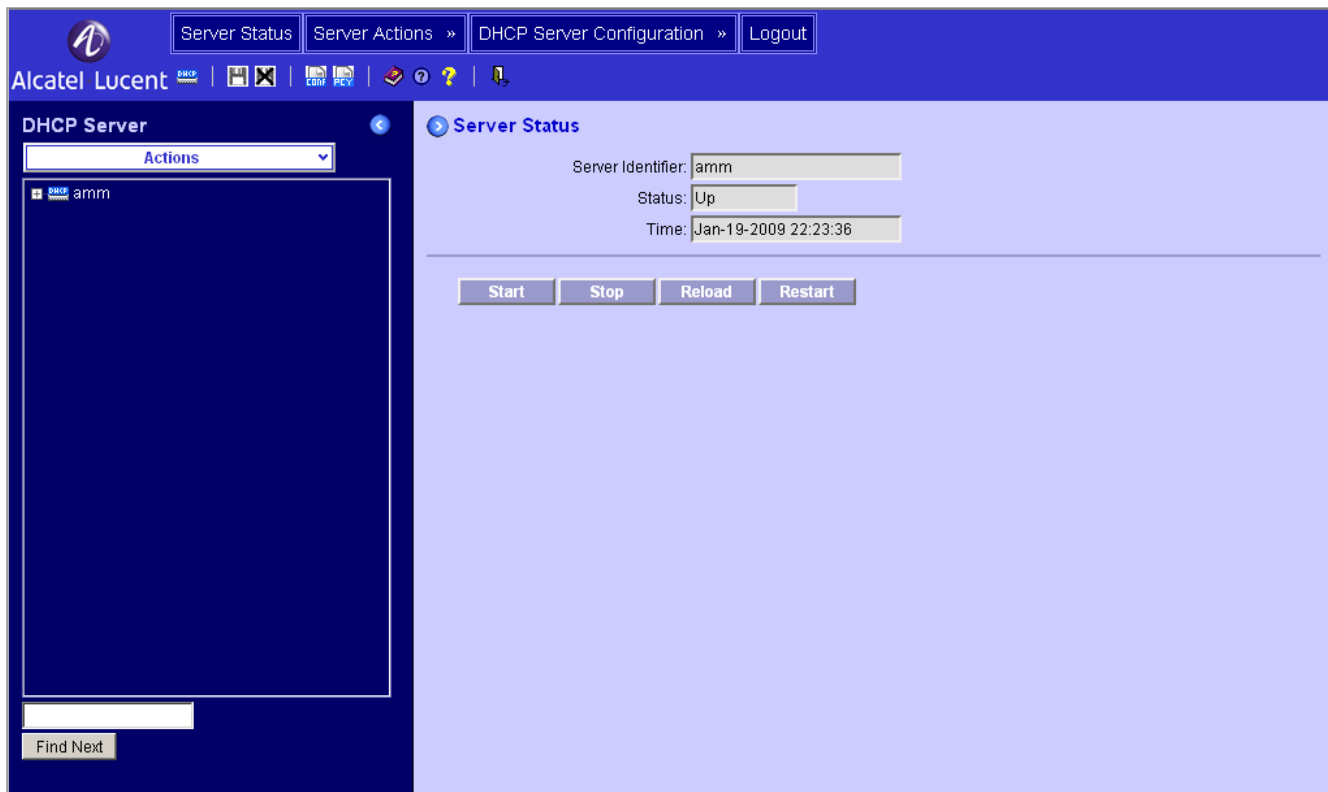 Server Status
Server Actions »
DHCP Server Configuration »
Logout
Alcatel Lucent
DHCP
CONF
PCY
DHCP Server
Actions
DHCP amm
Find Next
Server Status
Server Identifier: amm
Status: Up
Time: Jan-19-2009 22:23:36
Start Stop Reload Restart